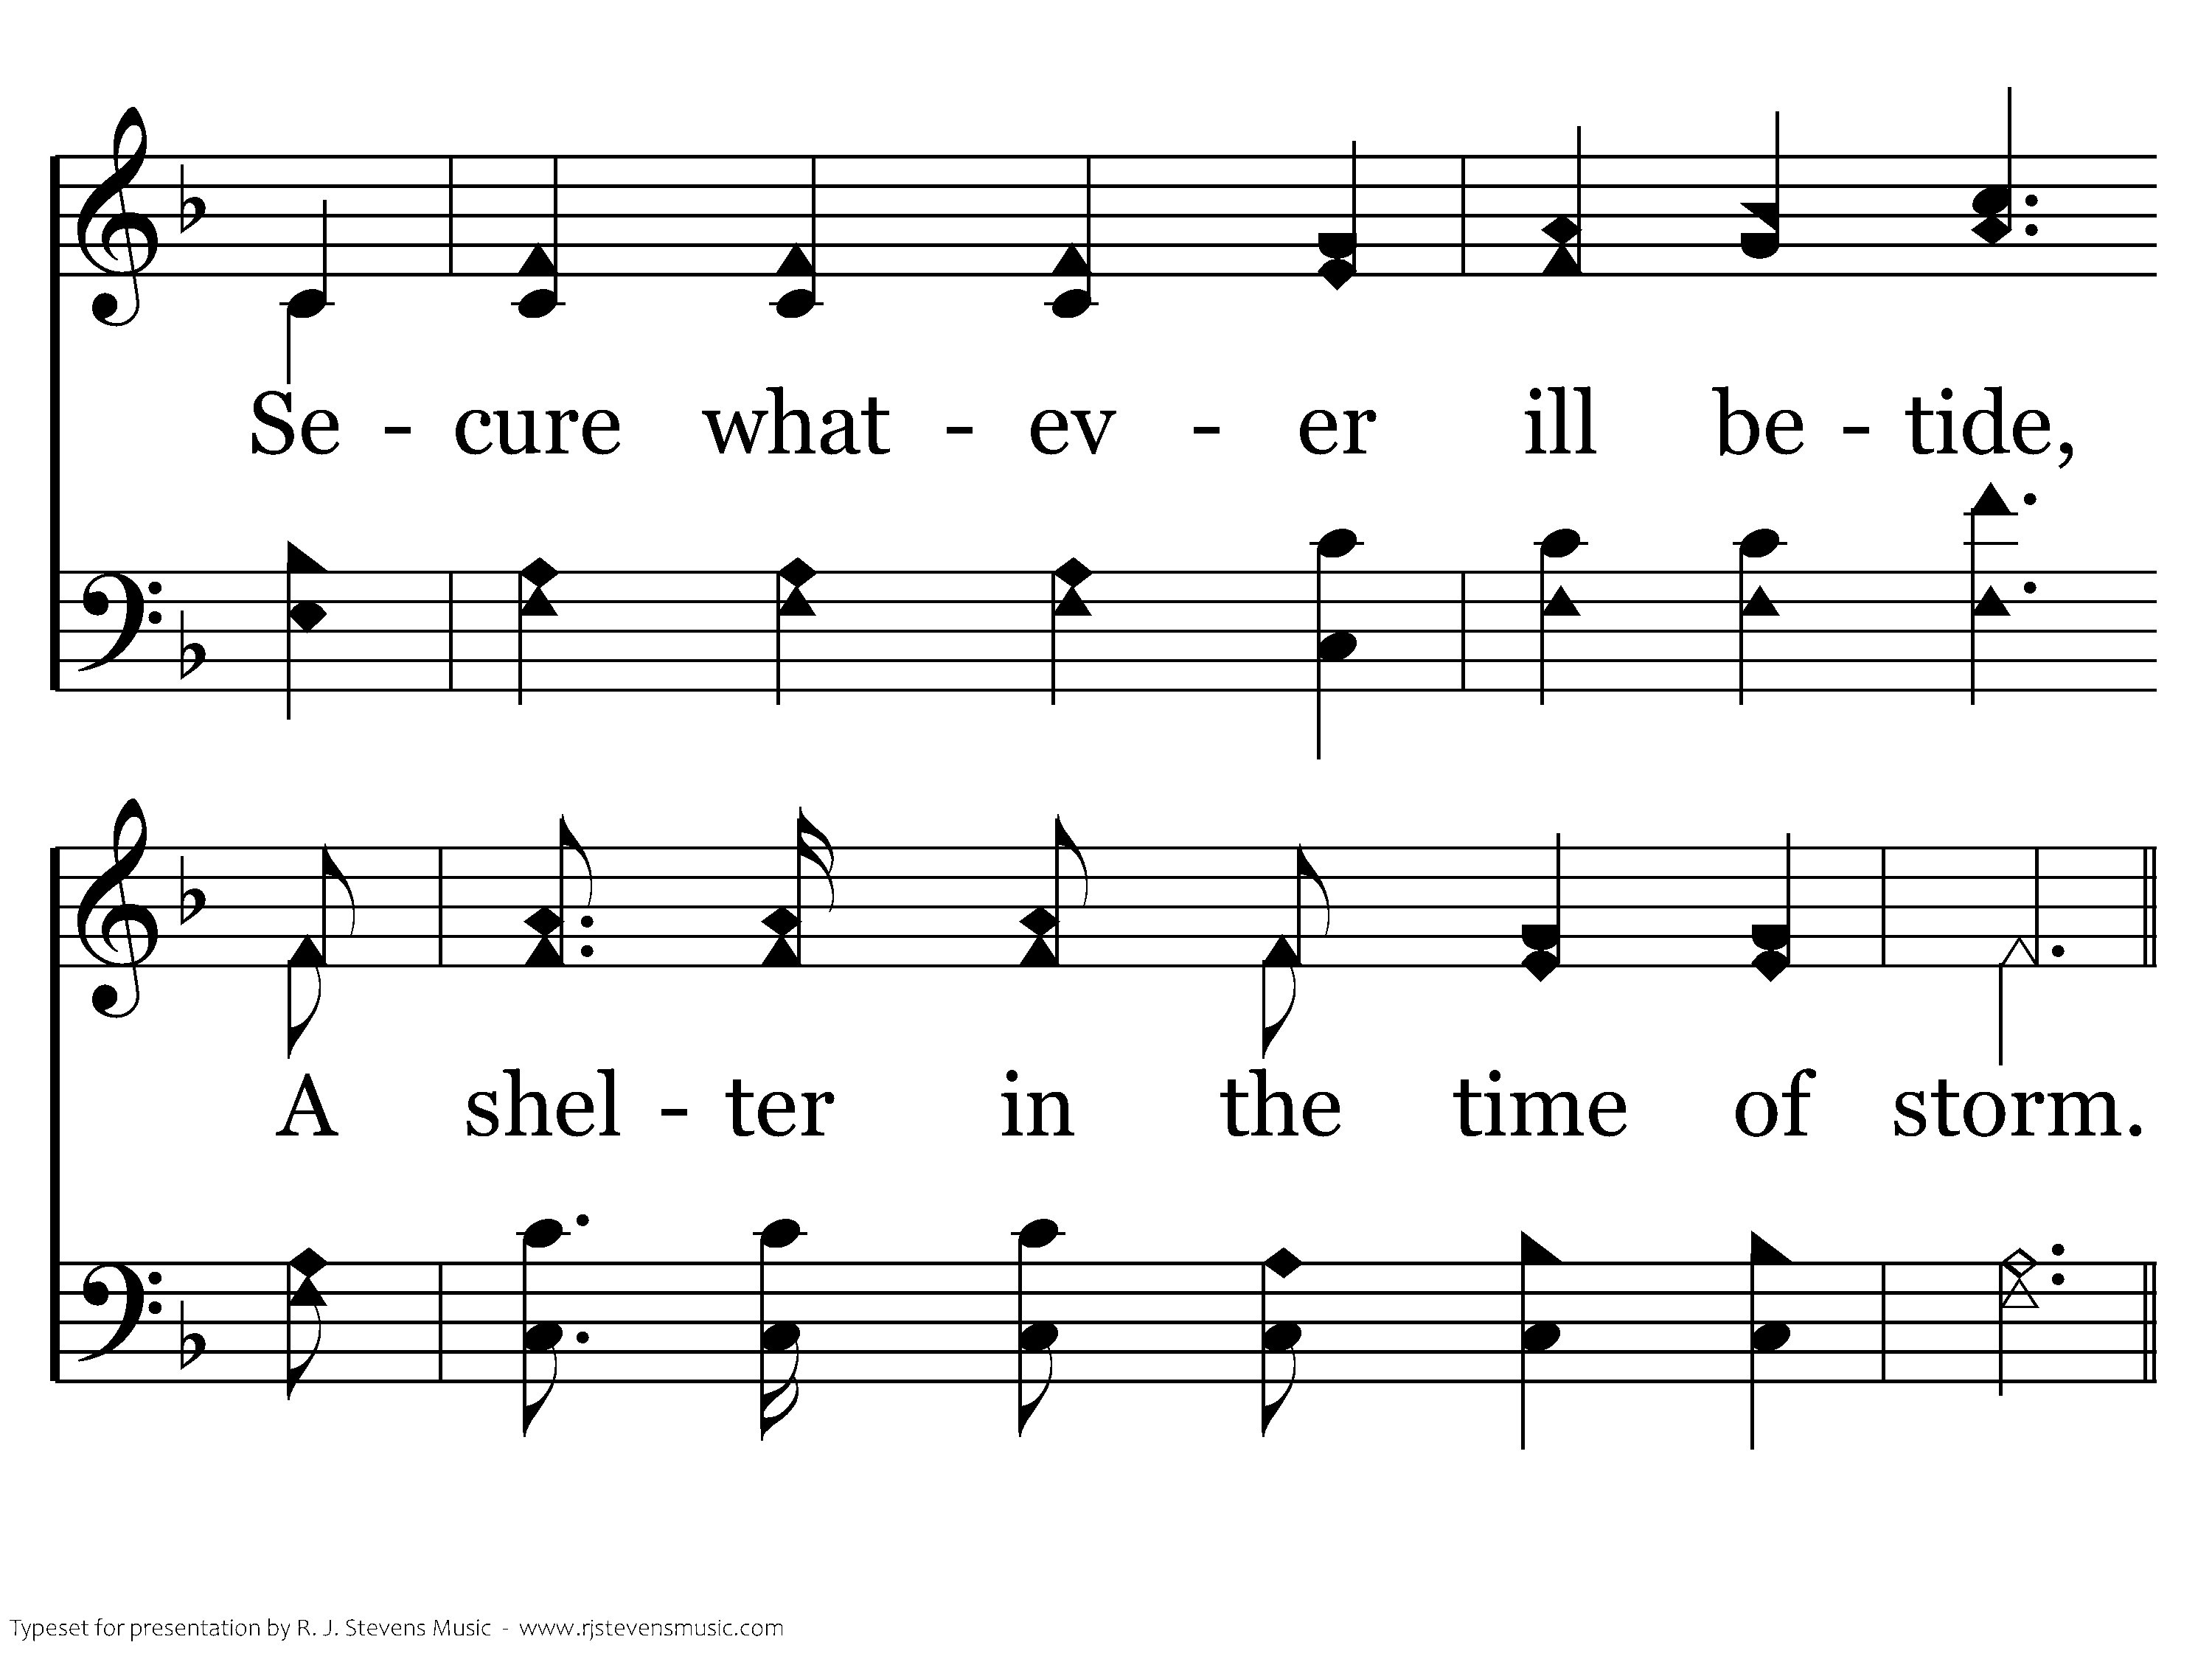 Se - cure what - ev - er ill be - tide,
A shel - ter in the time of storm.
Typeset for presentation by R. J. Stevens Music - www.rjstevensmusic.com